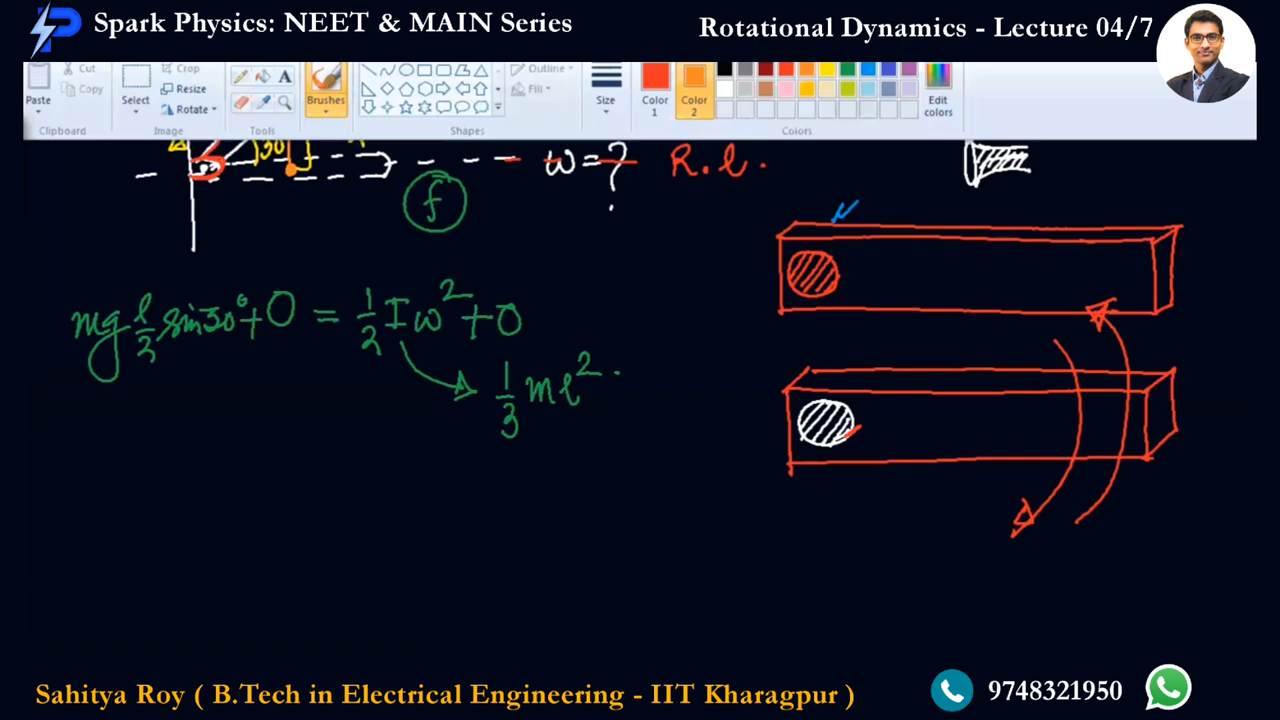 Spark Physics: NEET & MAIN Series
Rotational Dynamics - Lecture 04/7
Paste
Cut
Copy
Clipboard
Select
Crop
Resize
Rotate
Image
Tools
Brushes
Shapes
Outline
Fill
Size
Color 1
Color 2
Colors
Edit colors
30
ω = ? R.l.
f
mg l/2 sin30° + 0 = 1/2 Iω² + 0
1/3 ml².
Sahitya Roy ( B.Tech in Electrical Engineering - IIT Kharagpur )
9748321950